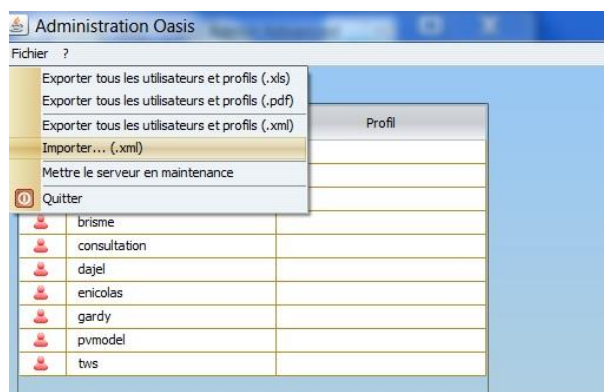 Administration Oasis
Fichier ?
Exporter tous les utilisateurs et profils (.xls)
Exporter tous les utilisateurs et profils (.pdf)
Exporter tous les utilisateurs et profils (.xml)
Importer... (.xml)
Mettre le serveur en maintenance
Quitter
Profil
brisme
consultation
dajel
enicolas
gardy
pvmodel
tws